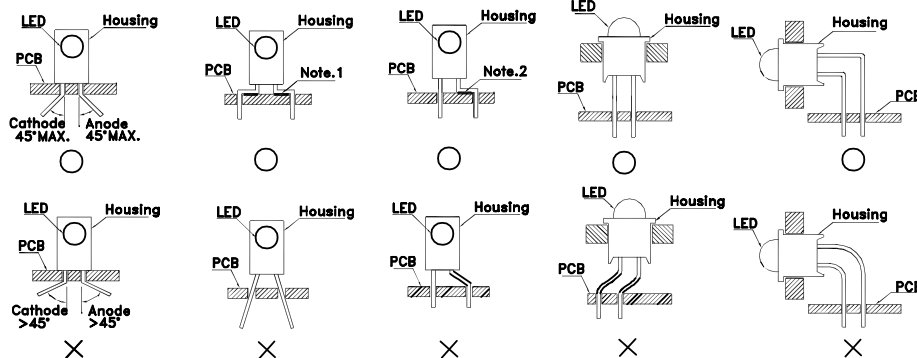 LED
Housing
PCB
Cathode
45°MAX.
Anode
45°MAX.
LED
Housing
PCB
Note.1
LED
Housing
PCB
Note.2
LED
Housing
PCB
LED
Housing
PCB
LED
Housing
PCB
Cathode
>45°
Anode
>45°
LED
Housing
PCB
LED
Housing
PCB
LED
Housing
PCB
LED
Housing
PCB